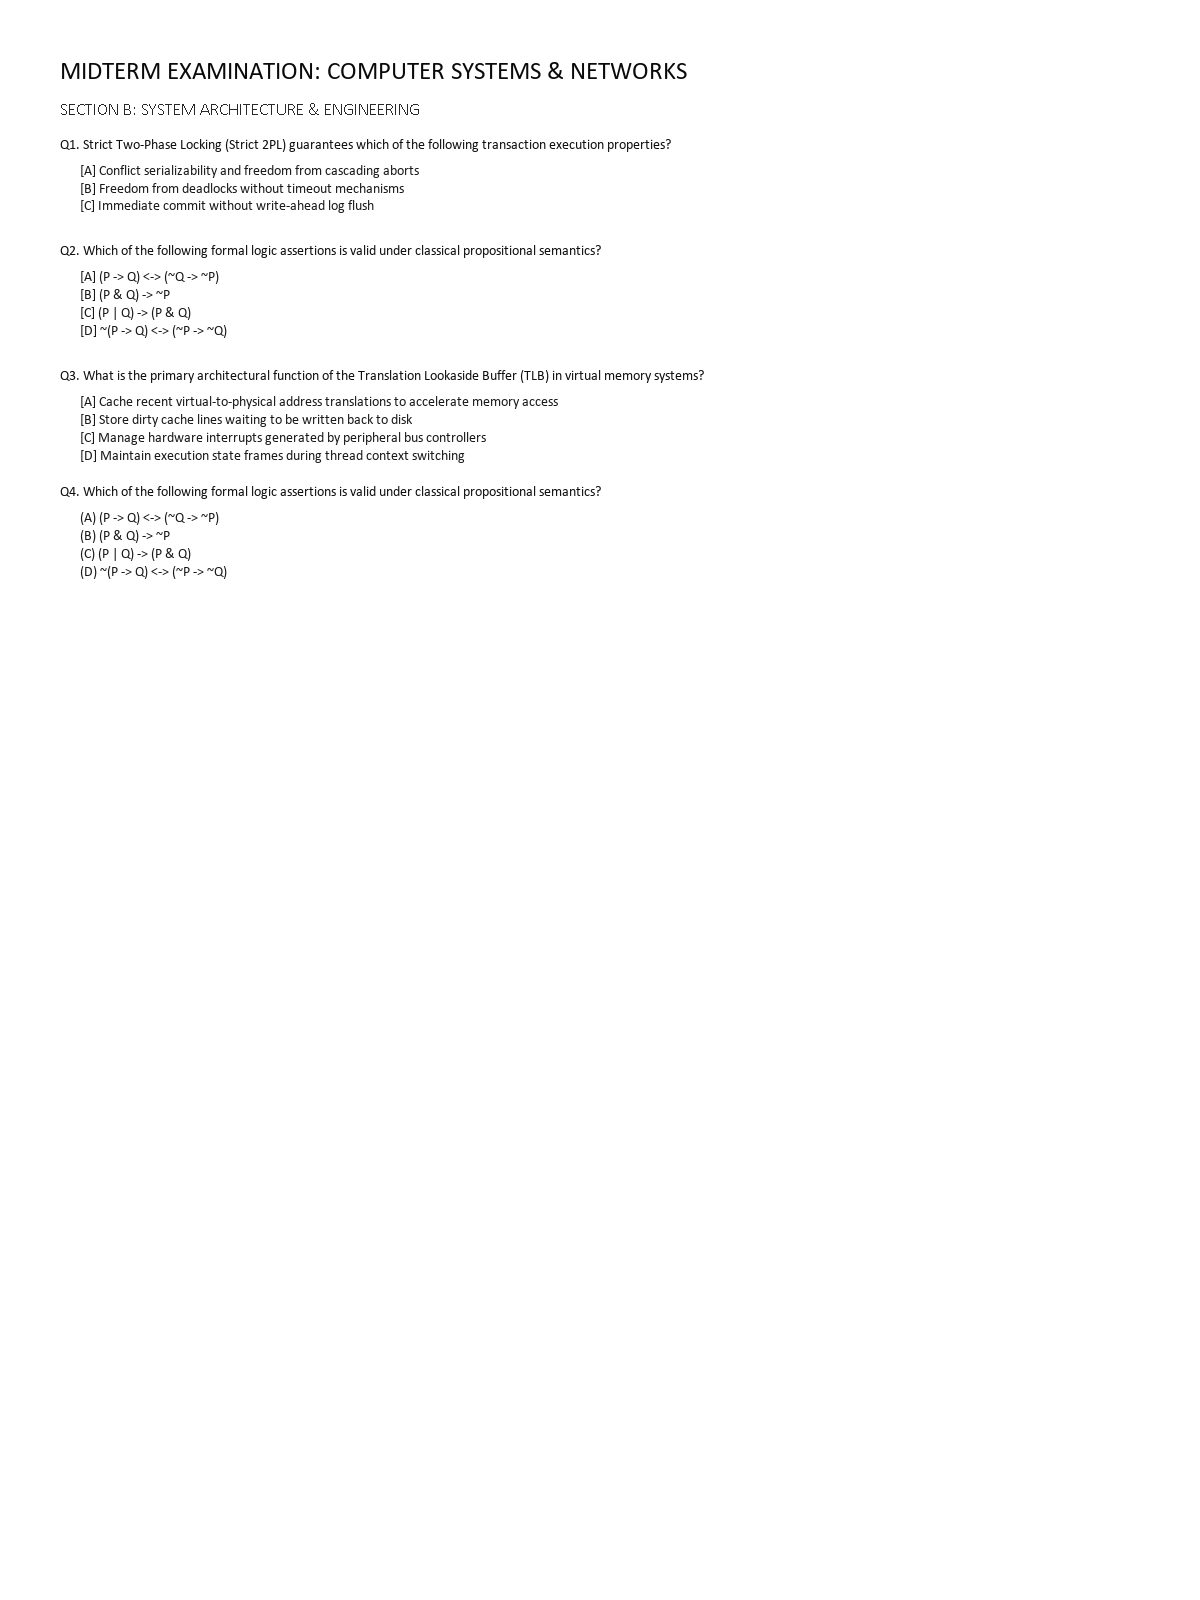 MIDTERM EXAMINATION: COMPUTER SYSTEMS & NETWORKS
SECTION B: SYSTEM ARCHITECTURE & ENGINEERING
Q1. Strict Two-Phase Locking (Strict 2PL) guarantees which of the following transaction execution properties?
[A] Conflict serializability and freedom from cascading aborts
[B] Freedom from deadlocks without timeout mechanisms
[C] Immediate commit without write-ahead log flush
Q2. Which of the following formal logic assertions is valid under classical propositional semantics?
[A] (P -> Q) <-> (~Q -> ~P)
[B] (P & Q) -> ~P
[C] (P | Q) -> (P & Q)
[D] ~(P -> Q) <-> (~P -> ~Q)
Q3. What is the primary architectural function of the Translation Lookaside Buffer (TLB) in virtual memory systems?
[A] Cache recent virtual-to-physical address translations to accelerate memory access
[B] Store dirty cache lines waiting to be written back to disk
[C] Manage hardware interrupts generated by peripheral bus controllers
[D] Maintain execution state frames during thread context switching
Q4. Which of the following formal logic assertions is valid under classical propositional semantics?
(A) (P -> Q) <-> (~Q -> ~P)
(B) (P & Q) -> ~P
(C) (P | Q) -> (P & Q)
(D) ~(P -> Q) <-> (~P -> ~Q)